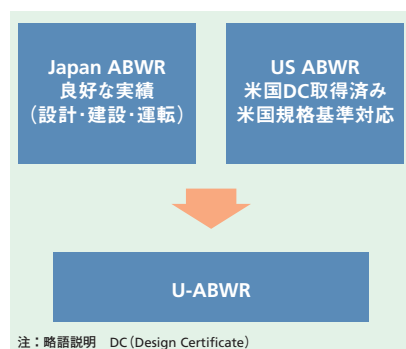 Japan ABWR
良好な実績
（設計・建設・運転）
US ABWR
米国DC取得済み
米国規格基準対応
U-ABWR
注：略語説明　DC（Design Certificate）